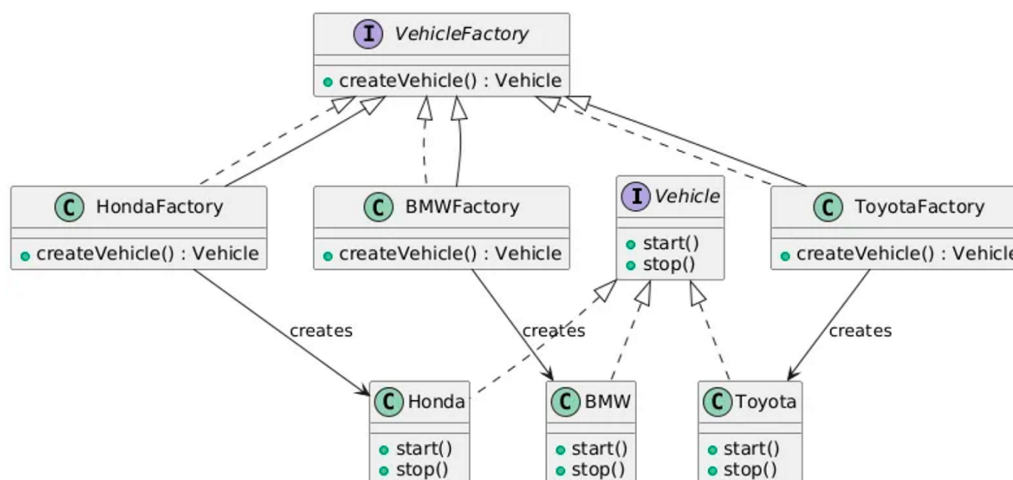 I VehicleFactory
createVehicle() : Vehicle
C HondaFactory
createVehicle() : Vehicle
C BMWFactory
createVehicle() : Vehicle
I Vehicle
start()
stop()
C ToyotaFactory
createVehicle() : Vehicle
creates
creates
creates
C Honda
start()
stop()
C BMW
start()
stop()
C Toyota
start()
stop()